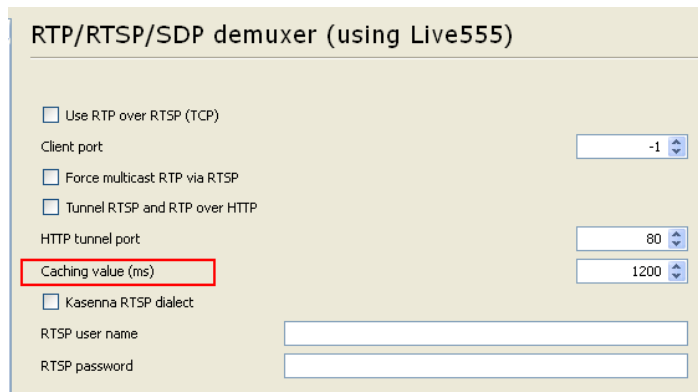 RTP/RTSP/SDP demuxer (using Live555)
Use RTP over RTSP (TCP)
Client port -1
Force multicast RTP via RTSP
Tunnel RTSP and RTP over HTTP
HTTP tunnel port 80
Caching value (ms) 1200
Kasenna RTSP dialect
RTSP user name
RTSP password